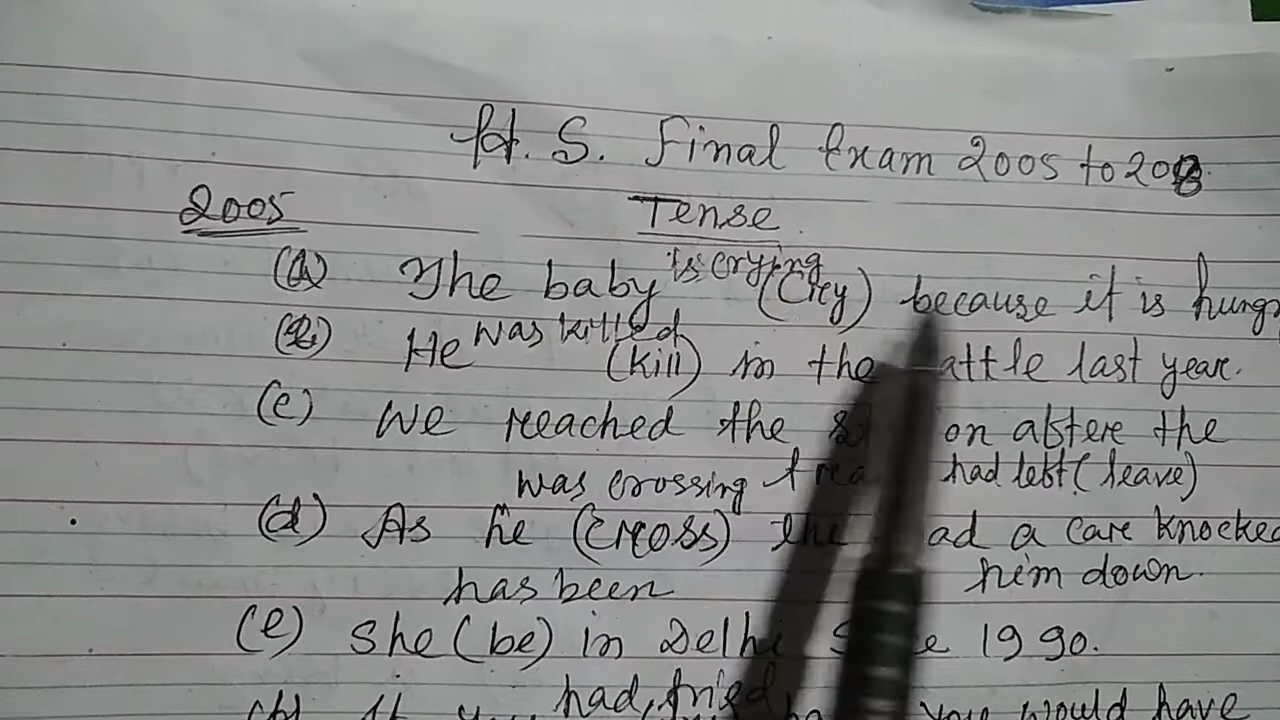 H.S. Final Exam 2005 to 2008
2005 Tense
(a) The baby is crying (Cry) because it is
(b) He was killed (kill) in the last year.
(c) We reached the after the
had left (leave)
was crossing
(d) As he (cross) the a car
him down.
has been
(e) She (be) in Delhi 1990.
had, tried
you would have